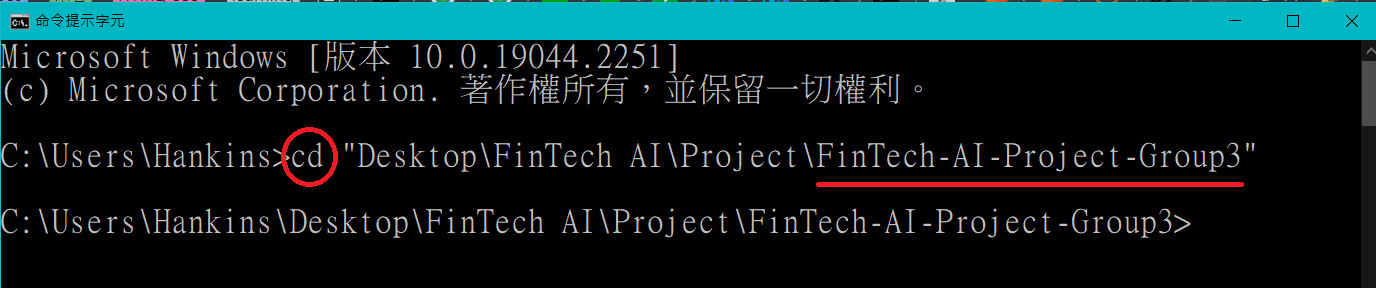 命令提示字元
Microsoft Windows [版本 10.0.19044.2251]
(c) Microsoft Corporation. 著作權所有，並保留一切權利。
C:\Users\Hankins>cd "Desktop\FinTech AI\Project\FinTech-AI-Project-Group3"
C:\Users\Hankins\Desktop\FinTech AI\Project\FinTech-AI-Project-Group3>